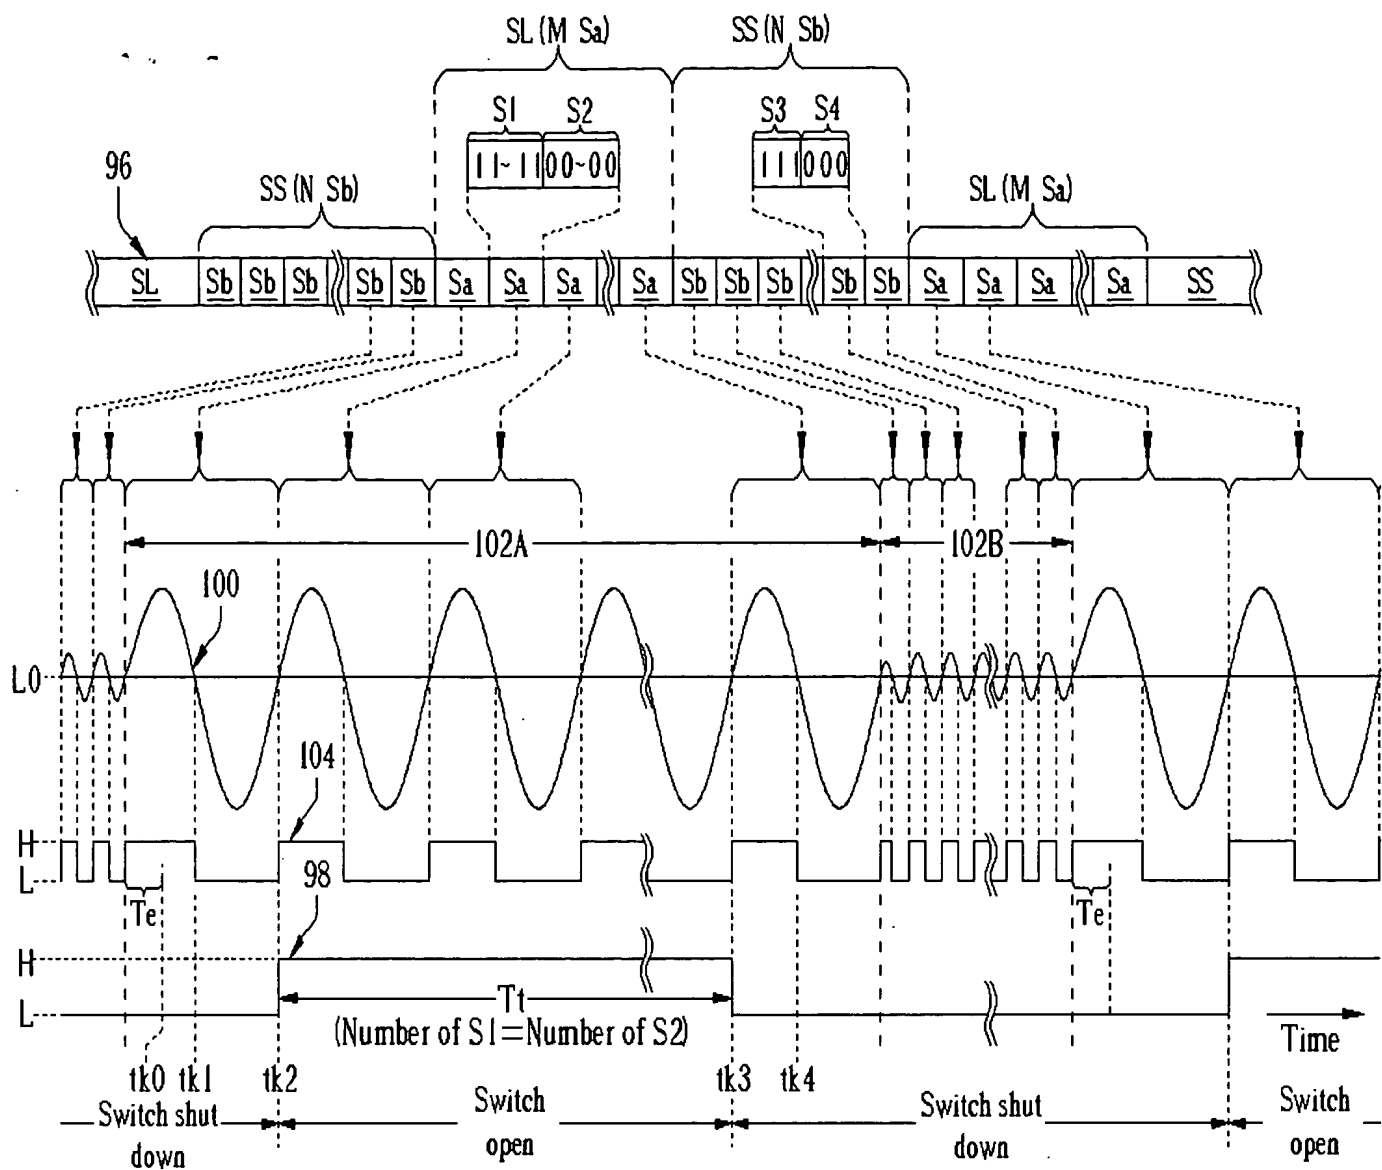 SL(M Sa) SS(N Sb)
S1 S2 S3 S4
11~11 00~00 111 000
96
SS(N Sb) SL(M Sa)
SL Sb Sb Sb Sb Sb Sa Sa Sa Sa Sb Sb Sb Sb Sb Sa Sa Sa Sa SS
102A 102B
100
L0
104
H
L
98
Te Te
H
Tt
L
(Number of S1=Number of S2)
Time
tk0 tk1 tk2 tk3 tk4
Switch shut down
Switch open
Switch shut down
Switch open